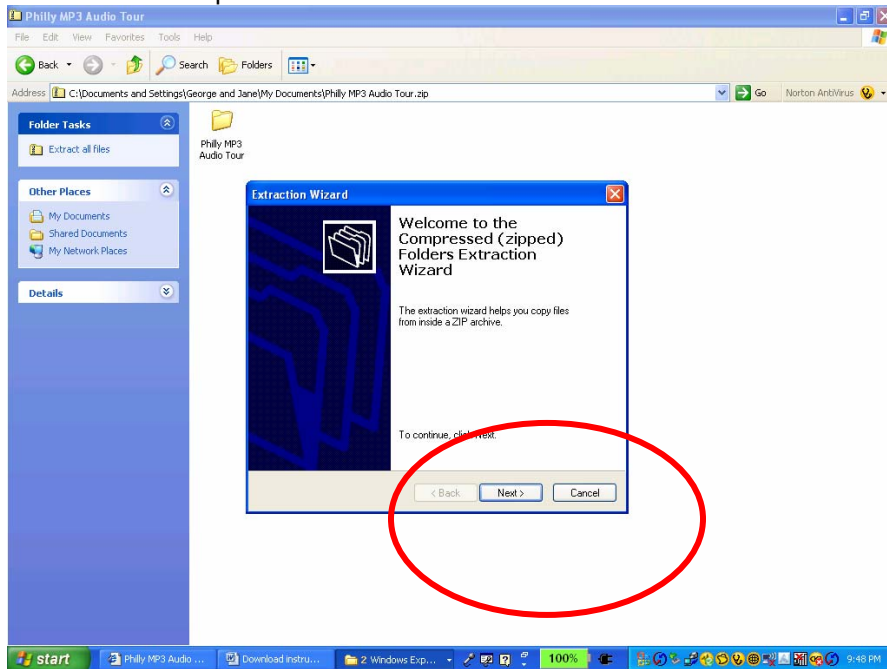 Philly MP3 Audio Tour
File Edit View Favorites Tools Help
Back Search Folders
Address C:\Documents and Settings\George and Jane\My Documents\Philly MP3 Audio Tour.zip Go Norton AntiVirus
Folder Tasks
Extract all files
Other Places
My Documents
Shared Documents
My Network Places
Details
Philly MP3
Audio Tour
Extraction Wizard
Welcome to the
Compressed (zipped)
Folders Extraction
Wizard
The extraction wizard helps you copy files
from inside a ZIP archive.
To continue, click Next.
< Back Next > Cancel
start Philly MP3 Audio ... Download instru... 2 Windows Exp... 100% 9:48 PM